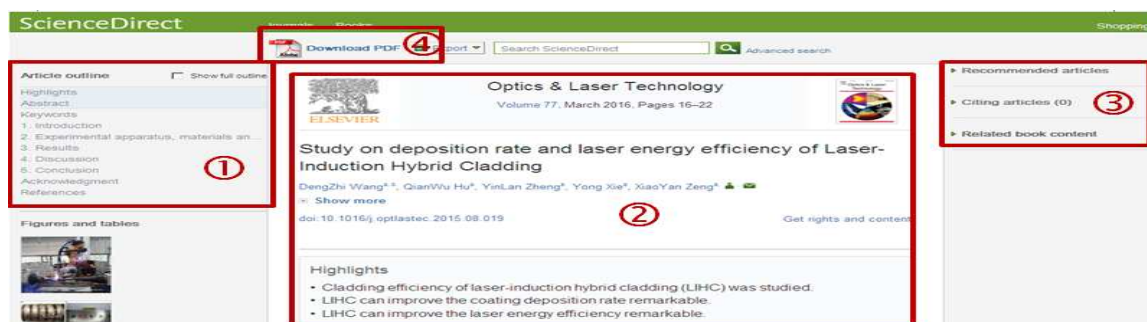 ScienceDirect Journals Books Shopping
Download PDF ④ Export Search ScienceDirect Advanced search
Article outline Show full outline
Highlights
Abstract
Keywords
1. Introduction
2. Experimental apparatus, materials an...
3. Results
4. Discussion
5. Conclusion
Acknowledgment
References
①
Figures and tables
ELSEVIER
Optics & Laser Technology
Volume 77, March 2016, Pages 16–22
Optics & Laser Technology
Study on deposition rate and laser energy efficiency of Laser-
Induction Hybrid Cladding
DengZhi Wang, QianWu Hu, YinLan Zheng, Yong Xie, XiaoYan Zeng
Show more
②
doi:10.1016/j.optlastec.2015.08.019 Get rights and content
Highlights
• Cladding efficiency of laser-induction hybrid cladding (LIHC) was studied.
• LIHC can improve the coating deposition rate remarkable.
• LIHC can improve the laser energy efficiency remarkable.
Recommended articles
Citing articles (0)
③
Related book content